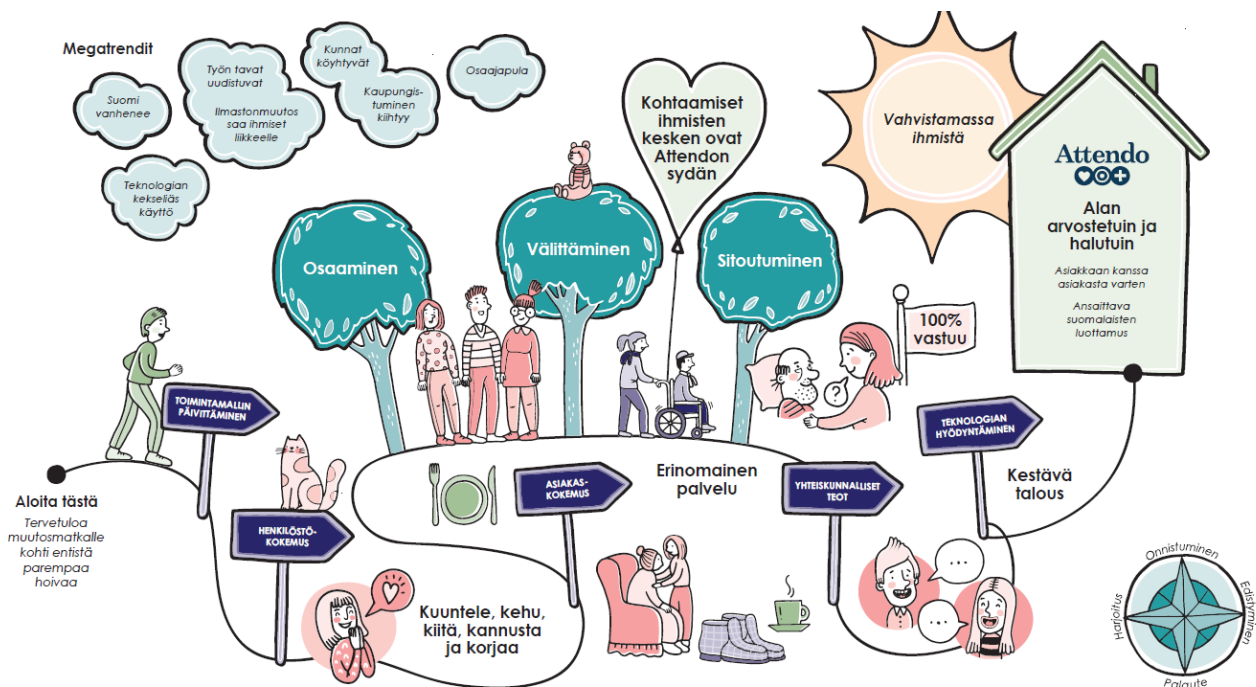 Megatrendit
Suomi
vanhenee
Työn tavat
uudistuvat
Ilmastonmuutos
saa ihmiset
liikkeelle
Kunnat
köyhtyvät
Kaupungis-
tuminen
kiihtyy
Osaajapula
Teknologian
kekseliäs
käyttö
Kohtaamiset
ihmisten
kesken ovat
Attendon
sydän
Vahvistamassa
ihmistä
Attendo
Alan
arvostetuin ja
halutuin
Asiakkaan kanssa
asiakasta varten
Ansaittava
suomalaisten
luottamus
Osaaminen
Välittäminen
Sitoutuminen
100%
vastuu
?
TOIMINTAMALLIN
PÄIVITTÄMINEN
Aloita tästä
Tervetuloa
muutosmatkalle
kohti entistä
parempaa
hoivaa
HENKILÖSTÖ-
KOKEMUS
Kuuntele, kehu,
kiitä, kannusta
ja korjaa
ASIAKAS-
KOKEMUS
Erinomainen
palvelu
YHTEISKUNNALLISET
TEOT
...
...
TEKNOLOGIAN
HYÖDYNTÄMINEN
Kestävä
talous
Onnistuminen
Edistyminen
Palaute
Harjoitus